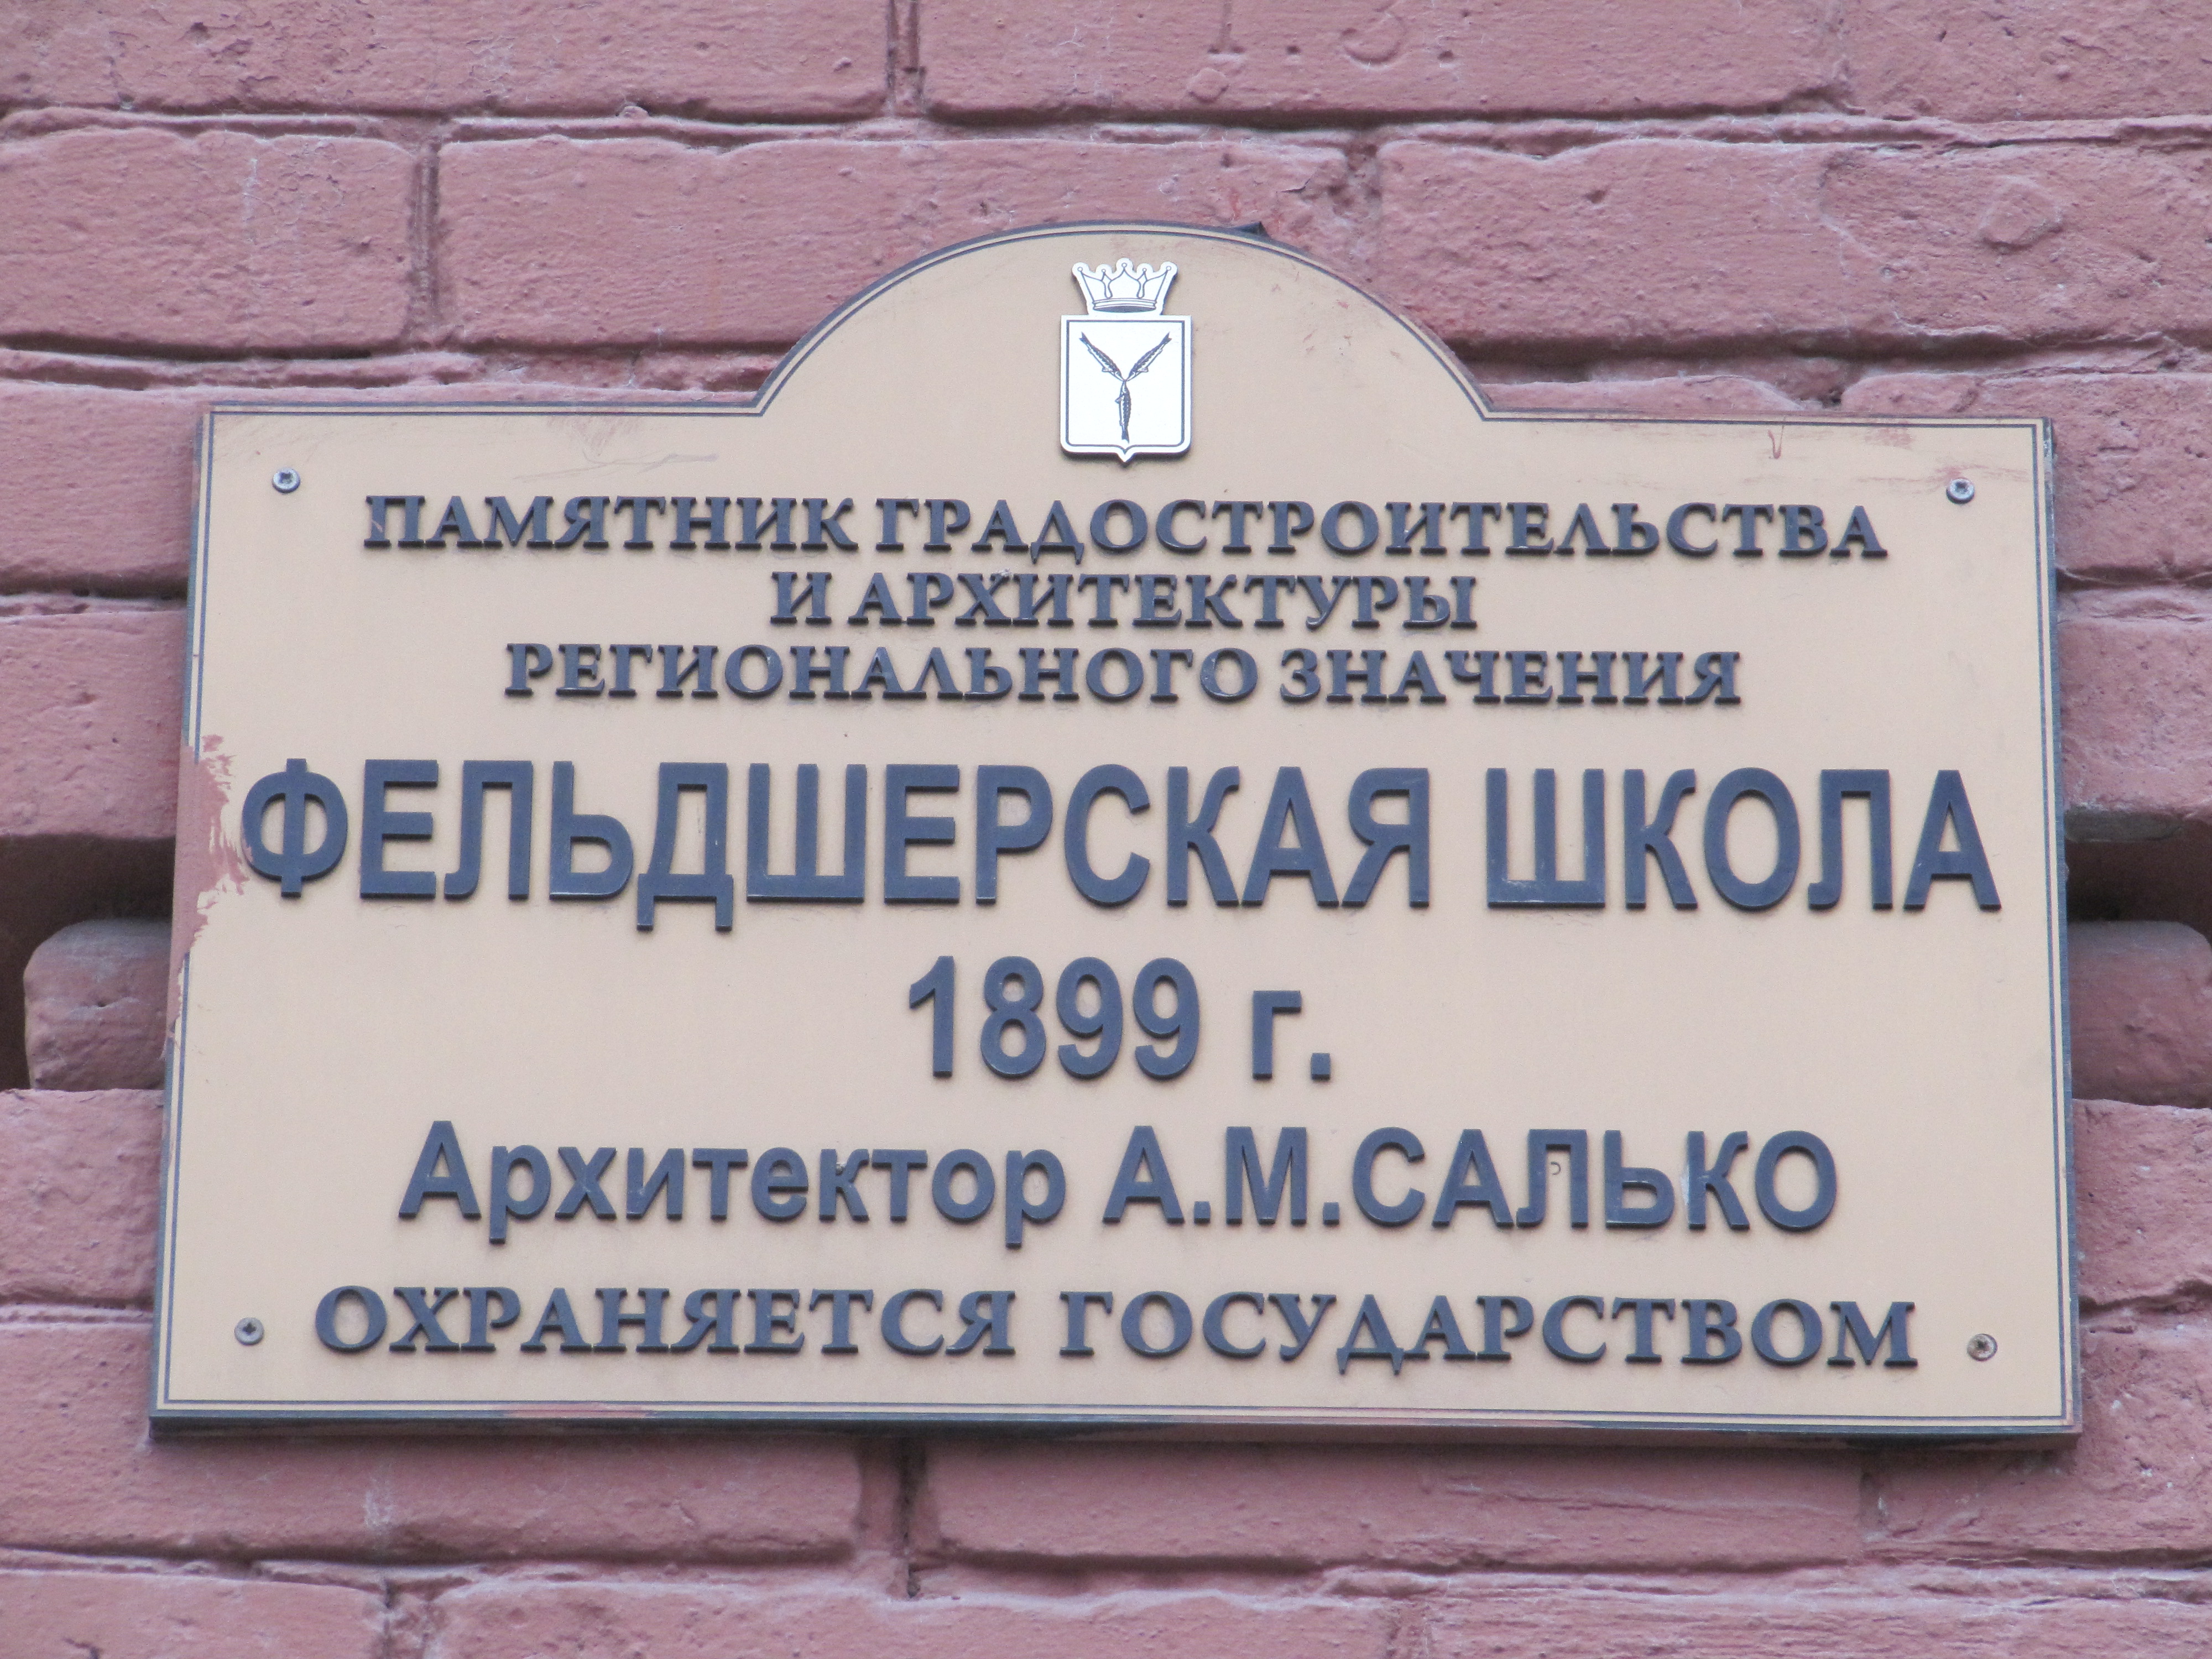 ПАМЯТНИК ГРАДОСТРОИТЕЛЬСТВА
И АРХИТЕКТУРЫ
РЕГИОНАЛЬНОГО ЗНАЧЕНИЯ
ФЕЛЬДШЕРСКАЯ ШКОЛА
1899 г.
Архитектор А.М.САЛЬКО
ОХРАНЯЕТСЯ ГОСУДАРСТВОМ